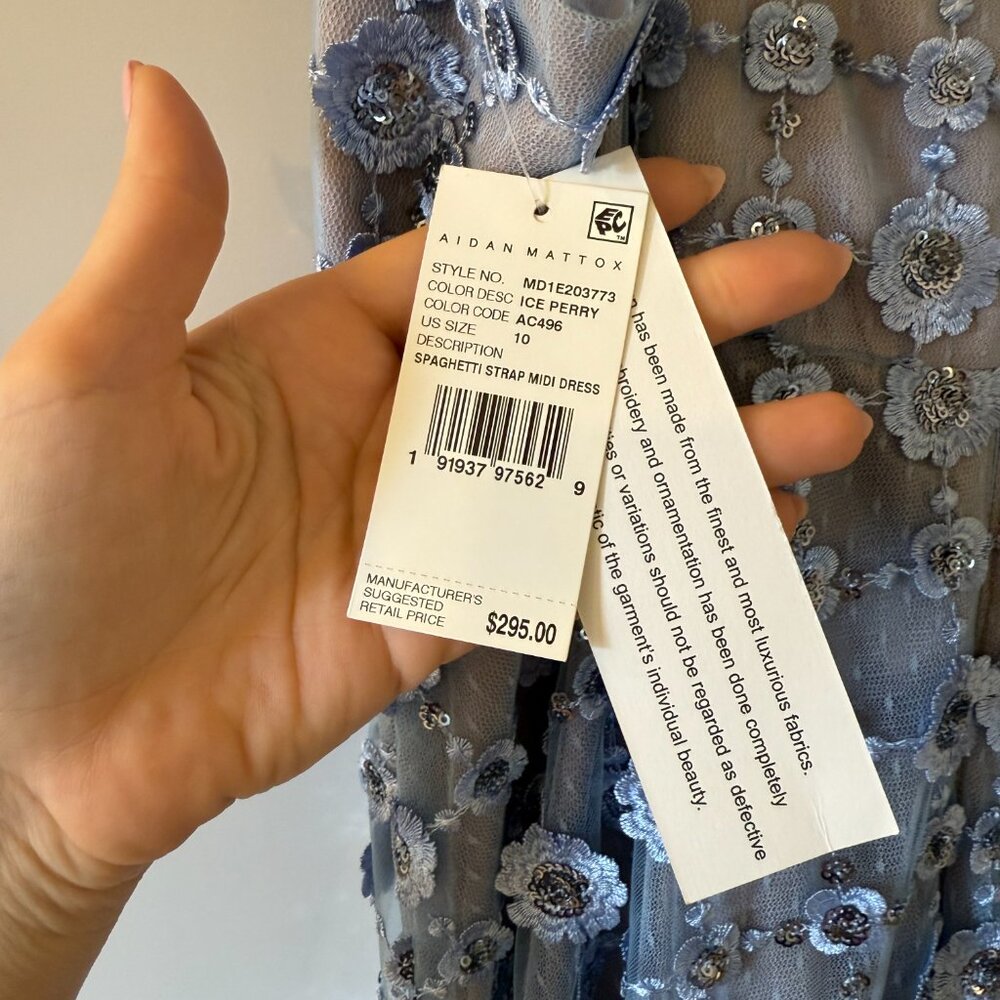 EPC
TM
AIDAN MATTOX
STYLE NO. MD1E203773
COLOR DESC ICE PERRY
COLOR CODE AC496
US SIZE 10
DESCRIPTION
SPAGHETTI STRAP MIDI DRESS
1 91937 97562 9
MANUFACTURER'S
SUGGESTED
RETAIL PRICE
$295.00
has been made from the finest and most luxurious fabrics.
and ornamentation has been done completely
or variations should not be regarded as defective
of the garment's individual beauty.